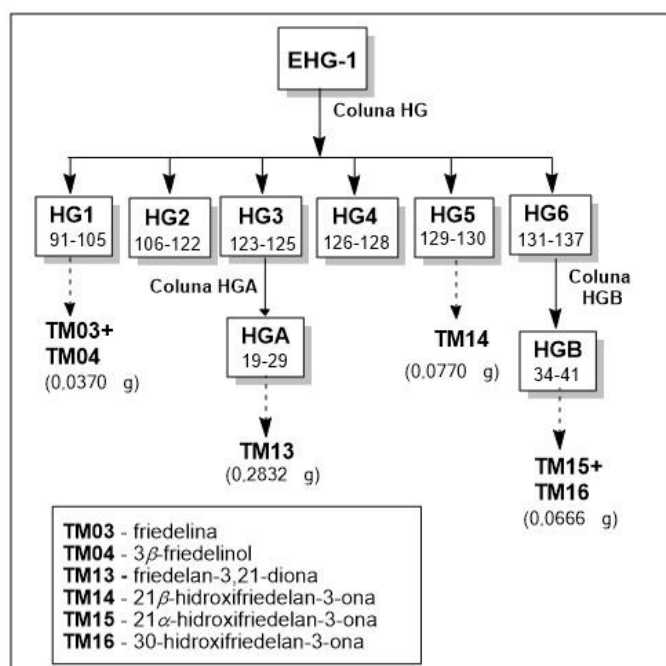 EHG-1
Coluna HG
HG1
91-105
HG2
106-122
HG3
123-125
HG4
126-128
HG5
129-130
HG6
131-137
Coluna HGA
Coluna
HGB
TM03+
TM04
(0,0370 g)
HGA
19-29
TM14
(0,0770 g)
HGB
34-41
TM13
(0,2832 g)
TM15+
TM16
(0,0666 g)
TM03 - friedelina
TM04 - 3β-friedelinol
TM13 - friedelan-3,21-diona
TM14 - 21β-hidroxifriedelan-3-ona
TM15 - 21α-hidroxifriedelan-3-ona
TM16 - 30-hidroxifriedelan-3-ona